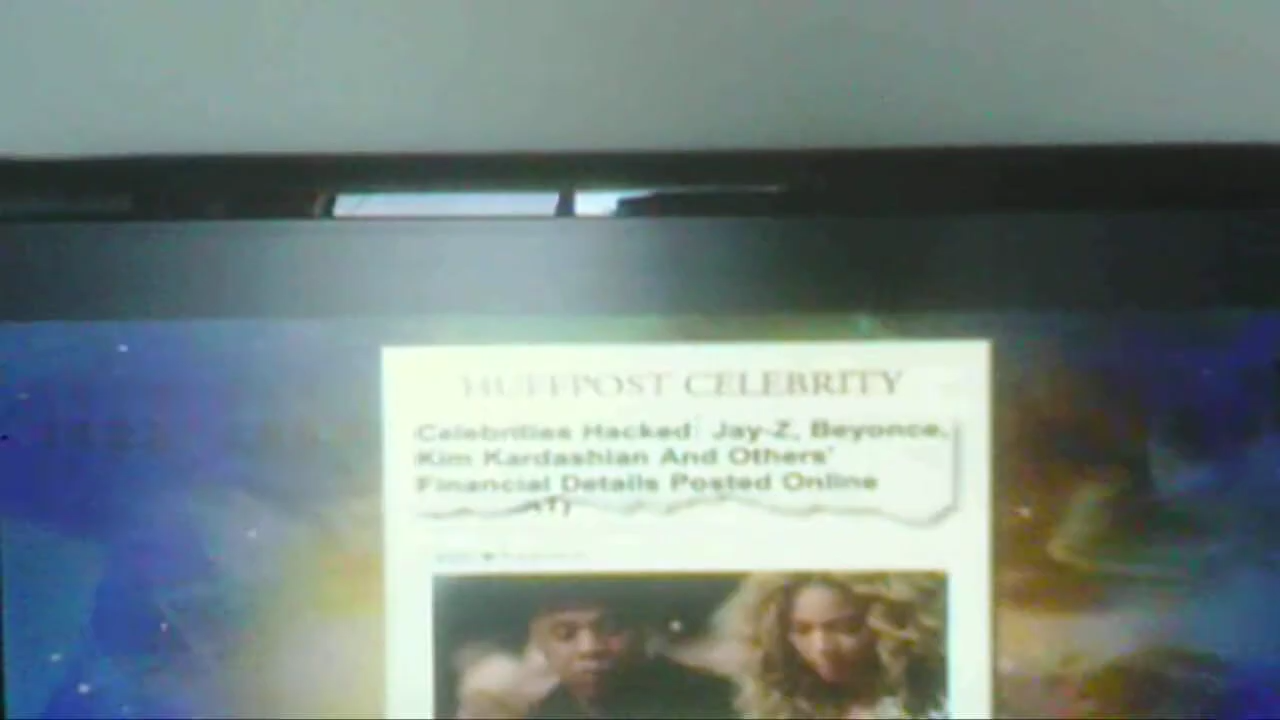 HUFFPOST CELEBRITY
Celebrities Hacked: Jay-Z, Beyonce,
Kim Kardashian And Others'
Financial Details Posted Online